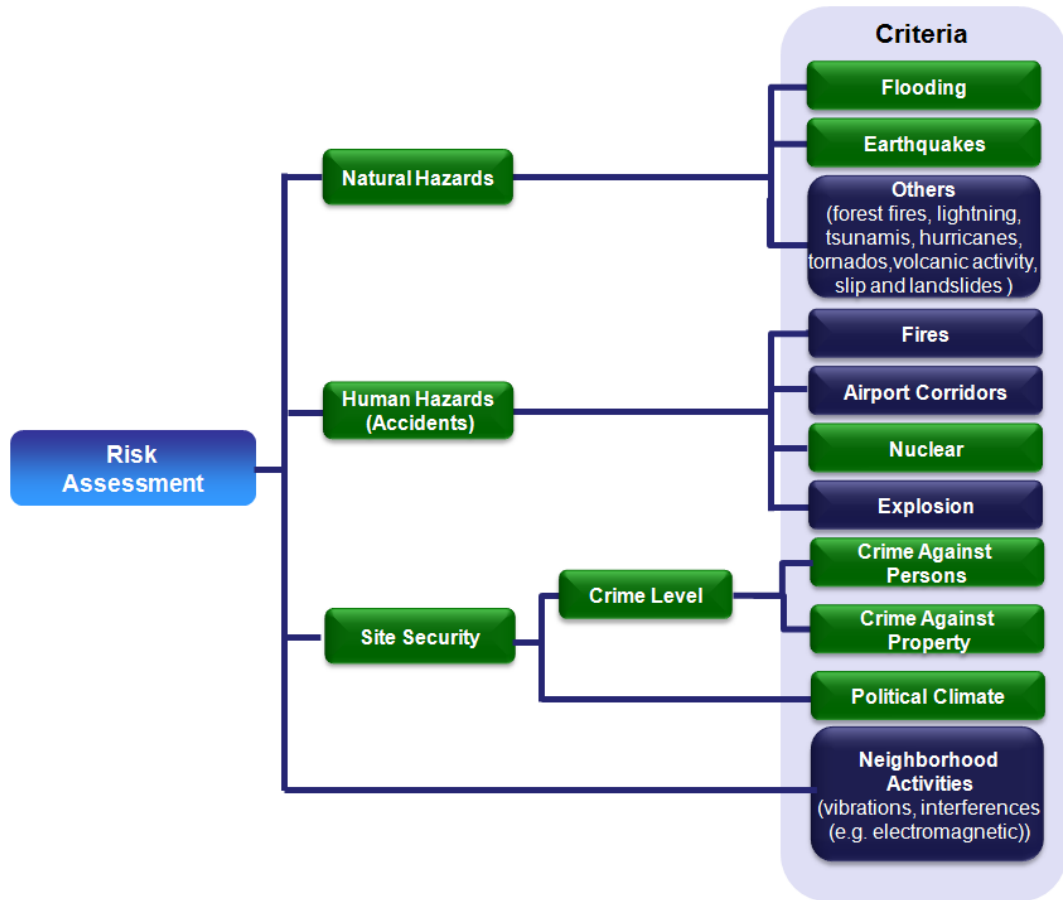 Criteria
Flooding
Earthquakes
Natural Hazards
Others
(forest fires, lightning,
tsunamis, hurricanes,
tornados,volcanic activity,
slip and landslides )
Fires
Airport Corridors
Human Hazards
(Accidents)
Nuclear
Explosion
Risk
Assessment
Crime Against
Persons
Crime Level
Crime Against
Property
Site Security
Political Climate
Neighborhood
Activities
(vibrations, interferences
(e.g. electromagnetic))